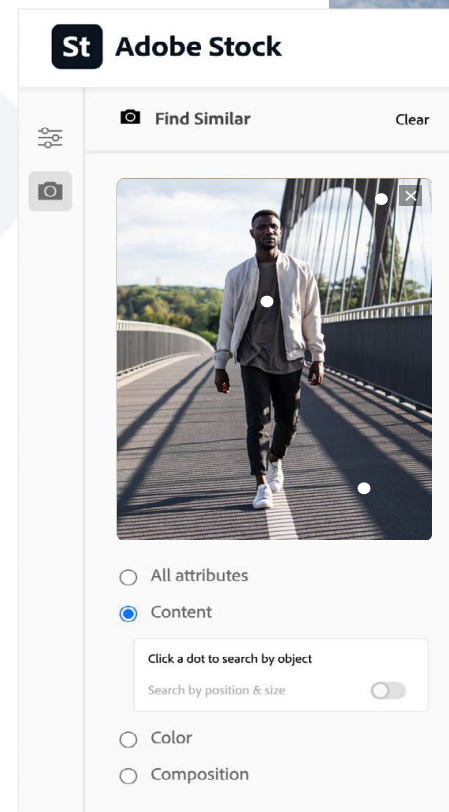 St Adobe Stock
Find Similar Clear
All attributes
Content
Click a dot to search by object
Search by position & size
Color
Composition